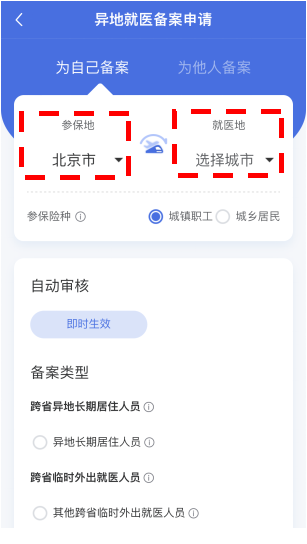 异地就医备案申请
为自己备案 为他人备案
参保地 就医地
北京市 选择城市
参保险种 城镇职工 城乡居民
自动审核
即时生效
备案类型
跨省异地长期居住人员
异地长期居住人员
跨省临时外出就医人员
其他跨省临时外出就医人员